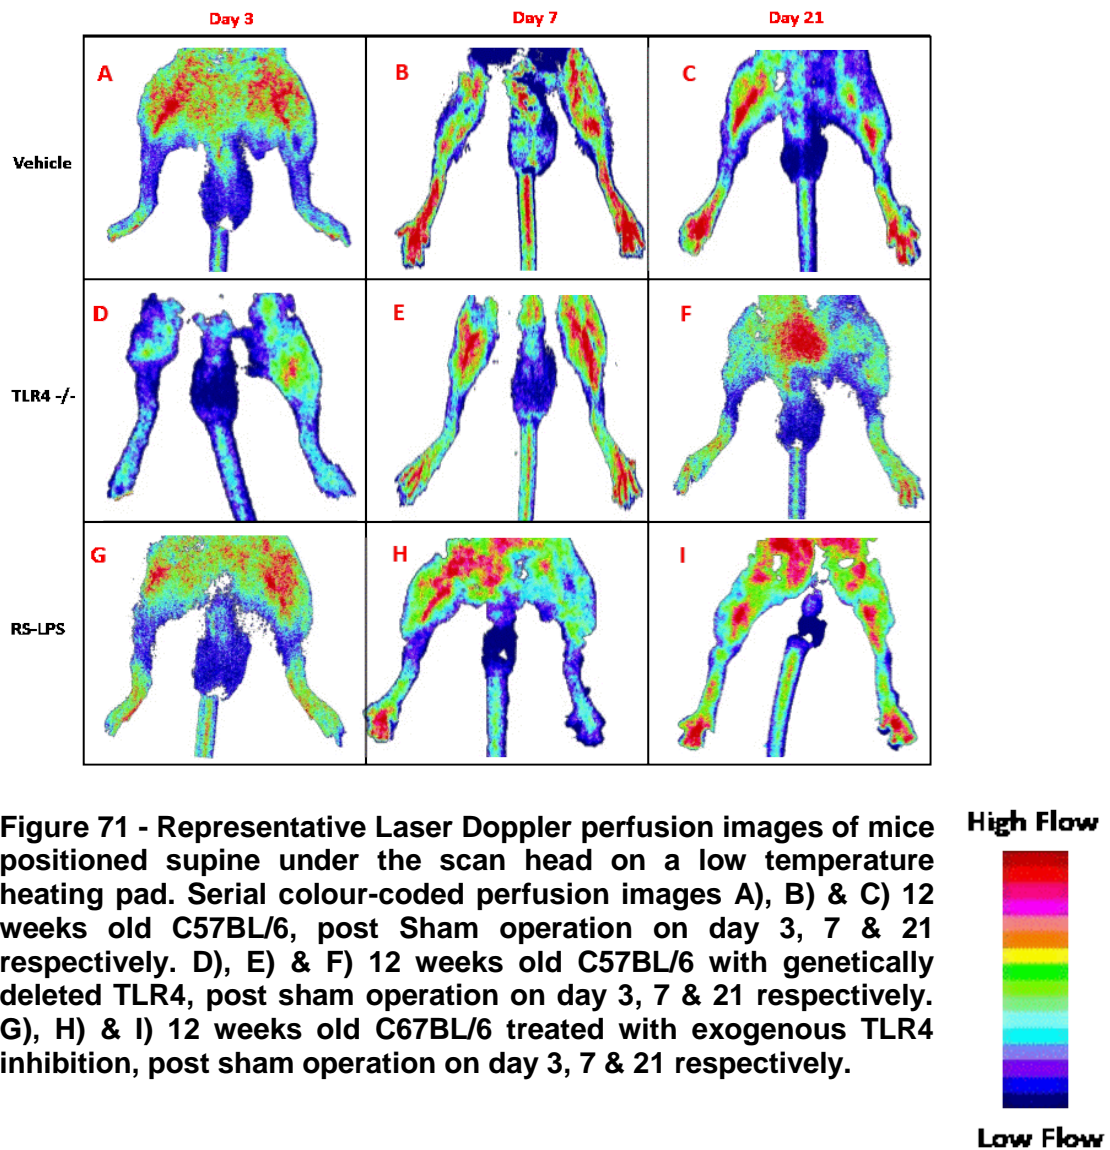 Day 3 Day 7 Day 21
A B C
Vehicle
D E F
TLR4 -/-
G H I
RS-LPS
Figure 71 - Representative Laser Doppler perfusion images of mice
positioned supine under the scan head on a low temperature
heating pad. Serial colour-coded perfusion images A), B) & C) 12
weeks old C57BL/6, post Sham operation on day 3, 7 & 21
respectively. D), E) & F) 12 weeks old C57BL/6 with genetically
deleted TLR4, post sham operation on day 3, 7 & 21 respectively.
G), H) & I) 12 weeks old C67BL/6 treated with exogenous TLR4
inhibition, post sham operation on day 3, 7 & 21 respectively.
High Flow
Low Flow